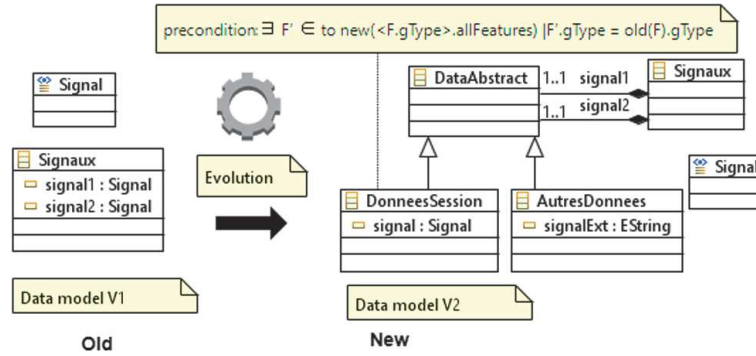 precondition: ∃ F' ∈ to new(<F.gType>.allFeatures) |F'.gType = old(F).gType
Signal
DataAbstract
1..1 signal1
Signaux
1..1 signal2
Signaux
signal1 : Signal
signal2 : Signal
Evolution
Signal
DonneesSession
signal : Signal
AutresDonnees
signalExt : EString
Data model V1
Data model V2
Old
New